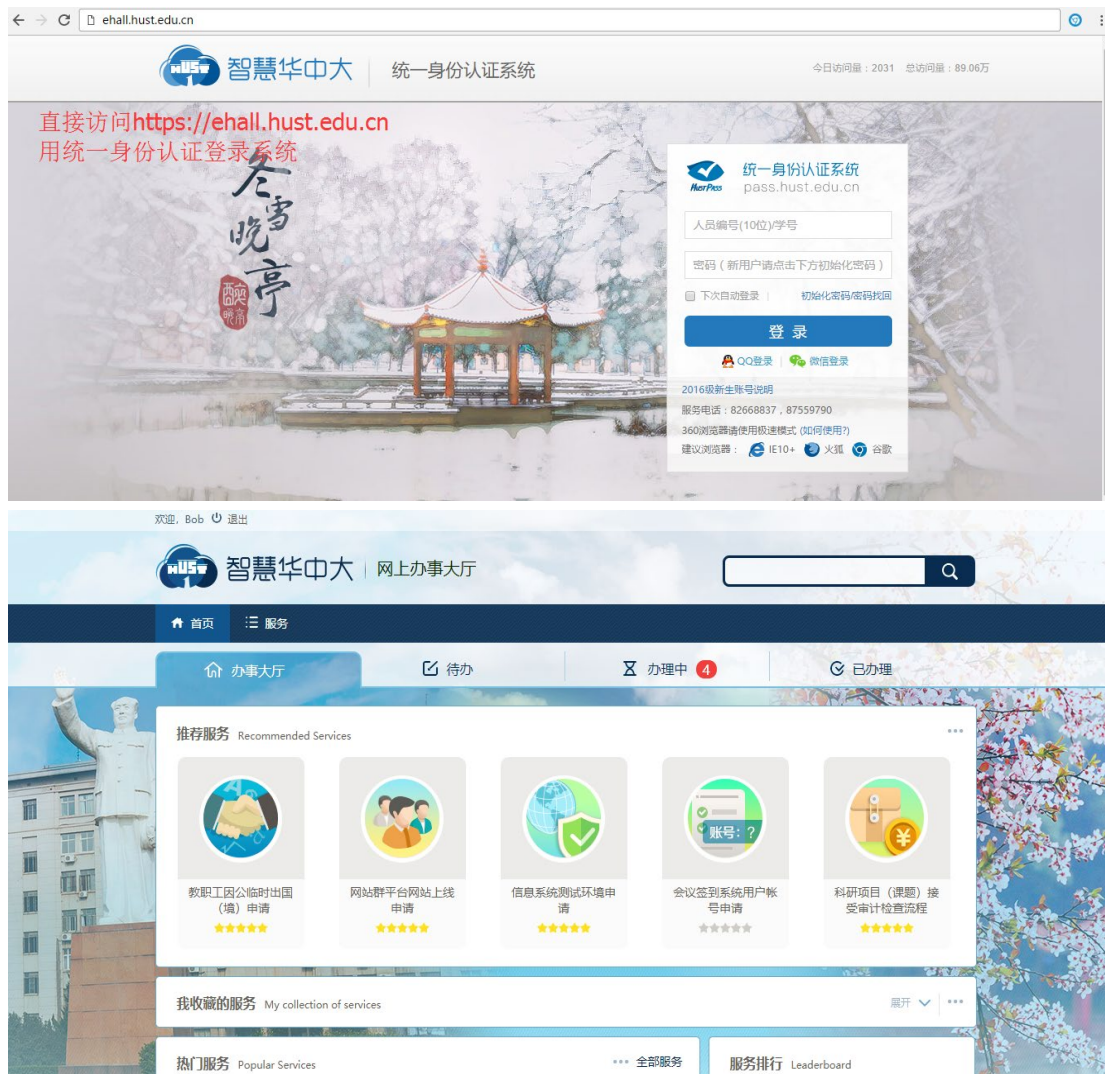 ehall.hust.edu.cn
HUST 智慧华中大 统一身份认证系统 今日访问量：2031 总访问量：89.06万
直接访问https://ehall.hust.edu.cn
用统一身份认证登录系统
冬雪晚亭
醉晚亭
HustPass 统一身份认证系统
pass.hust.edu.cn
人员编号(10位)/学号
密码（新用户请点击下方初始化密码）
下次自动登录 初始化密码/密码找回
登录
QQ登录 微信登录
2016级新生账号说明
服务电话：82668837，87559790
360浏览器请使用极速模式 (如何使用?)
建议浏览器： IE10+ 火狐 谷歌
欢迎, Bob 退出
HUST 智慧华中大 网上办事大厅
首页 服务
办事大厅 待办 办理中 4 已办理
推荐服务 Recommended Services
账号：?
教职工因公临时出国 网站群平台网站上线 信息系统测试环境申 会议签到系统用户帐 科研项目（课题）接
（境）申请 申请 请 号申请 受审计检查流程
我收藏的服务 My collection of services 展开
热门服务 Popular Services 全部服务 服务排行 Leaderboard